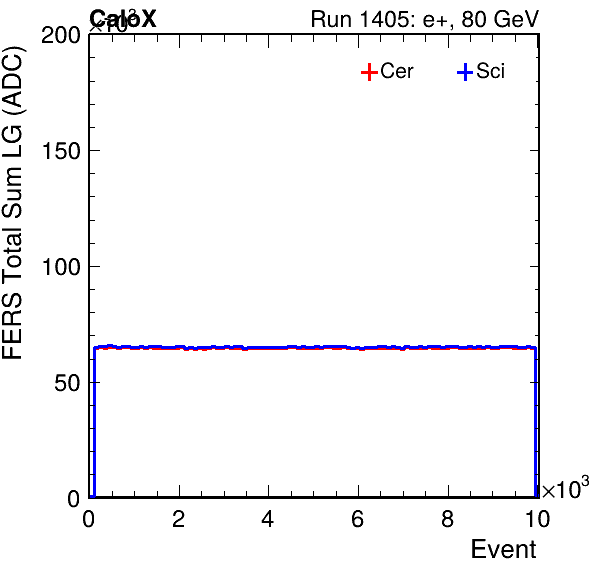 CaloX Run 1405: e+, 80 GeV
×10³
Cer Sci
FERS Total Sum LG (ADC)
200
150
100
50
0
0 2 4 6 8 10
×10³
Event